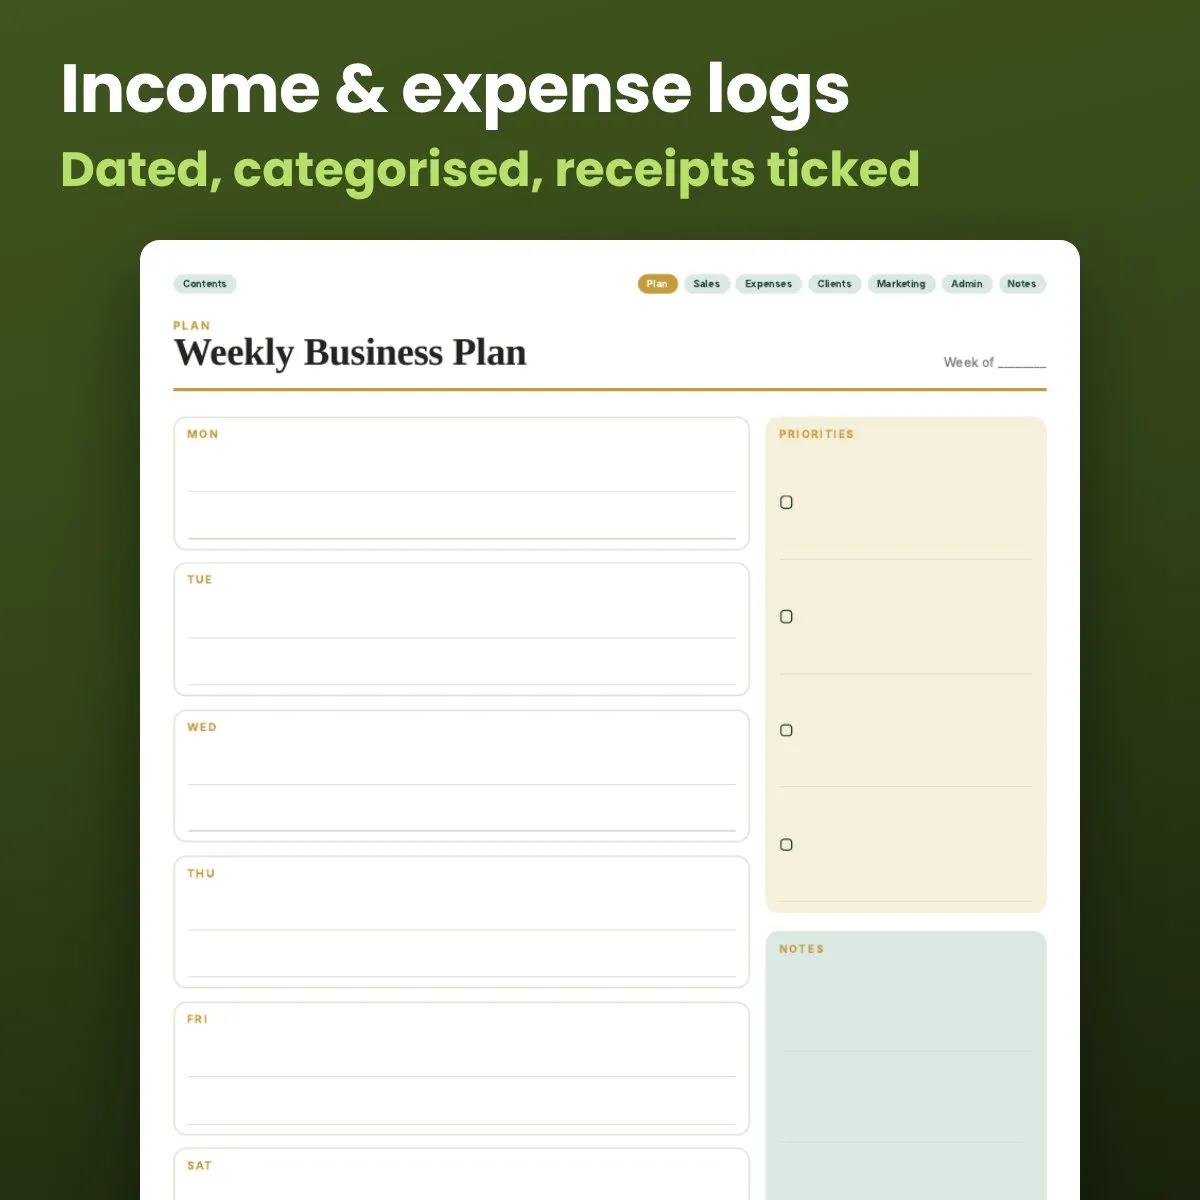 Income & expense logs
Dated, categorised, receipts ticked
Contents Plan Sales Expenses Clients Marketing Admin Notes
PLAN
Weekly Business Plan
Week of _______
MON
PRIORITIES
TUE
WED
THU
NOTES
FRI
SAT